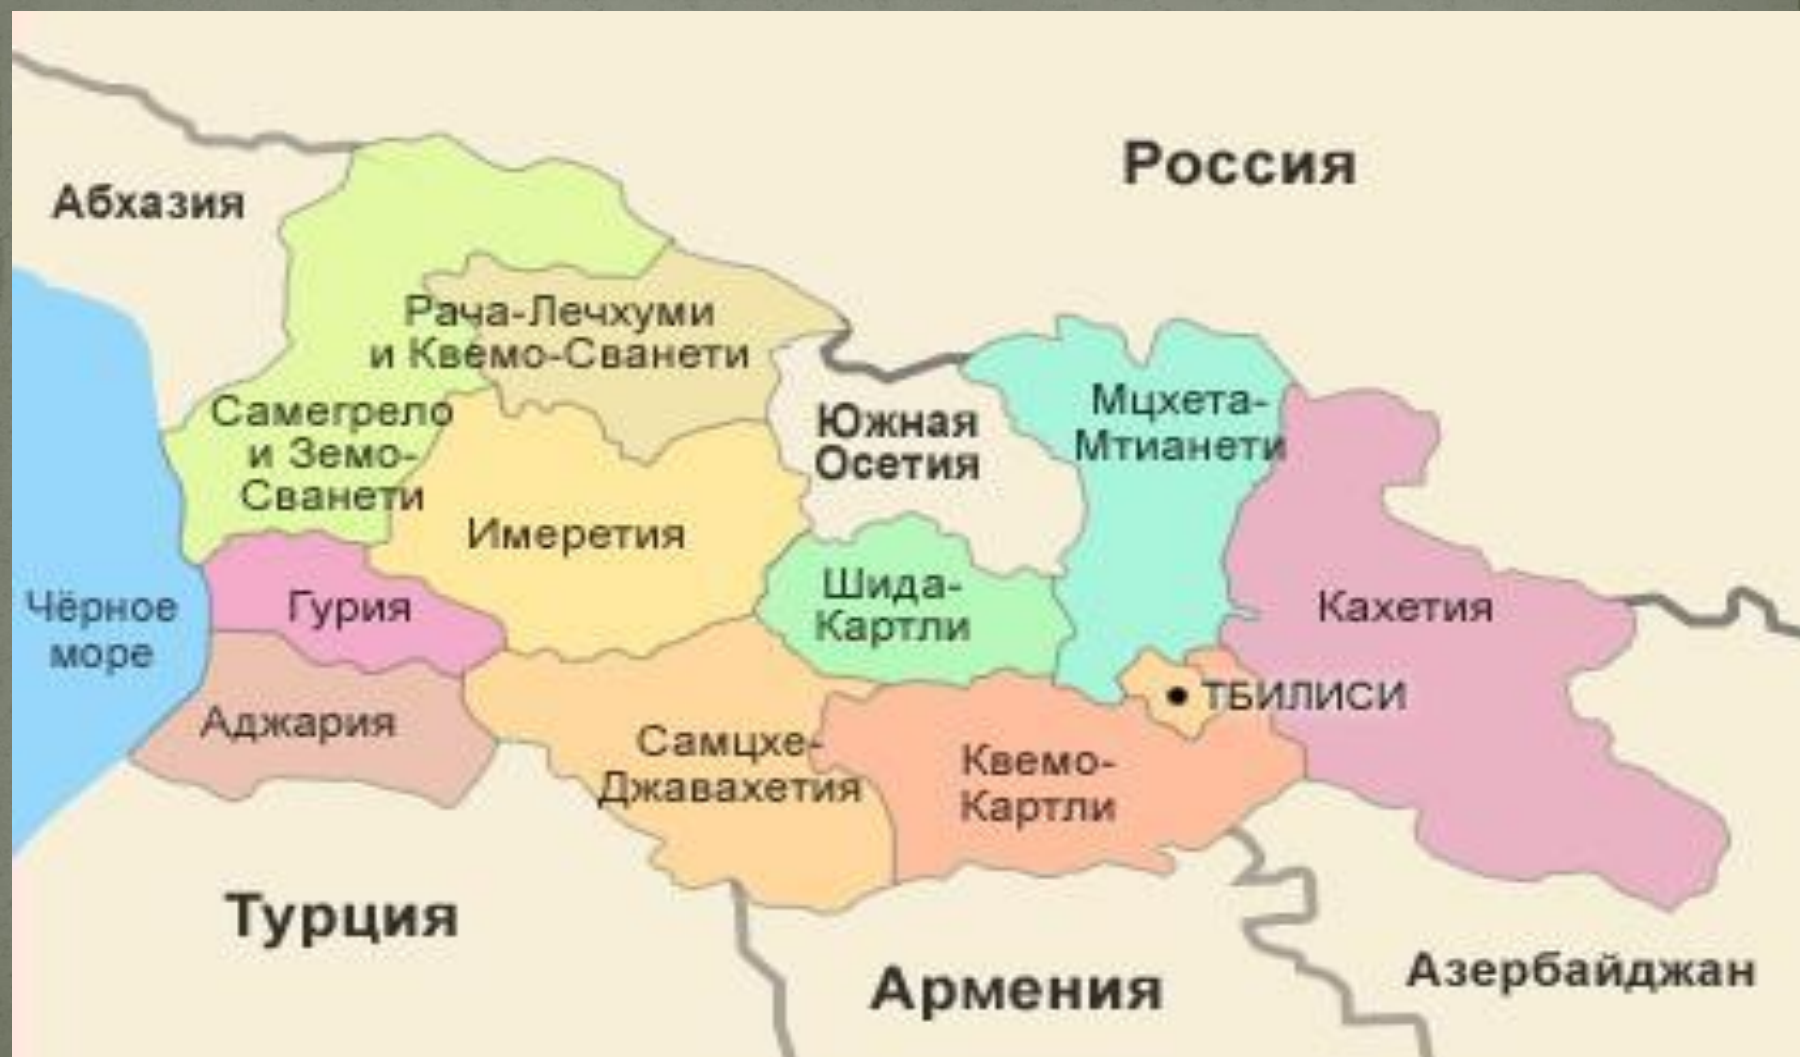 Россия
Абхазия
Рача-Лечхуми
и Квемо-Сванети
Мцхета-
Мтианети
Самегрело
и Земо-
Сванети
Южная
Осетия
Имеретия
Шида-
Картли
Чёрное
море
Гурия
Кахетия
ТБИЛИСИ
Аджария
Самцхе-
Джавахетия
Квемо-
Картли
Турция
Армения
Азербайджан